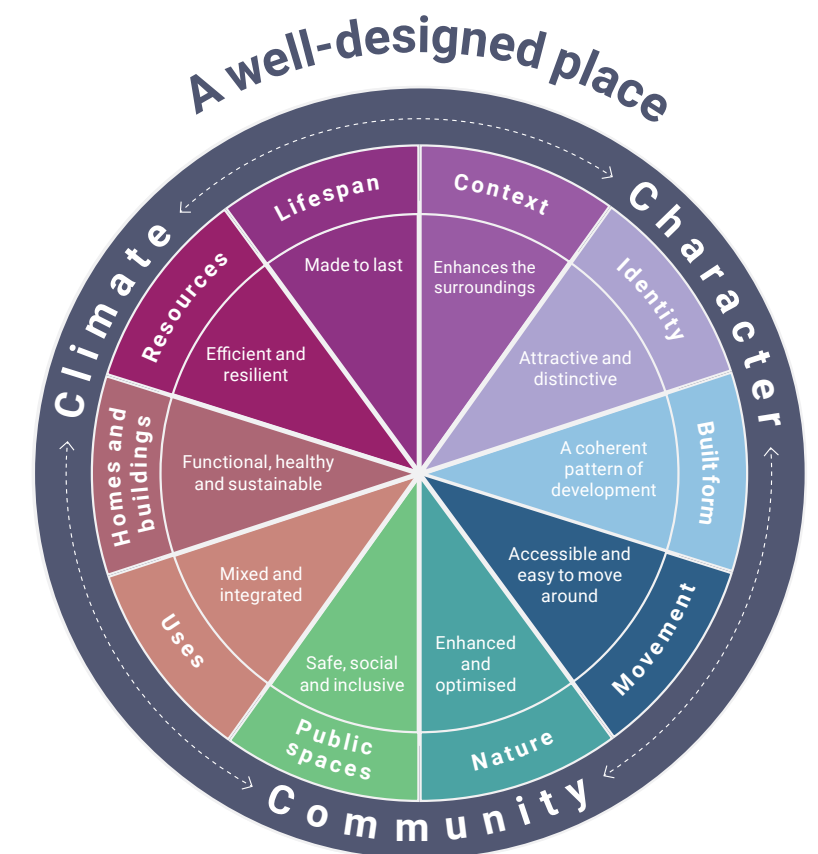 A well-designed place
Climate
Character
Community
Context
Enhances the
surroundings
Identity
Attractive and
distinctive
Built form
A coherent
pattern of
development
Movement
Accessible and
easy to move
around
Nature
Enhanced
and
optimised
Public
spaces
Safe, social
and inclusive
Uses
Mixed and
integrated
Homes and
buildings
Functional, healthy
and sustainable
Resources
Efficient and
resilient
Lifespan
Made to last